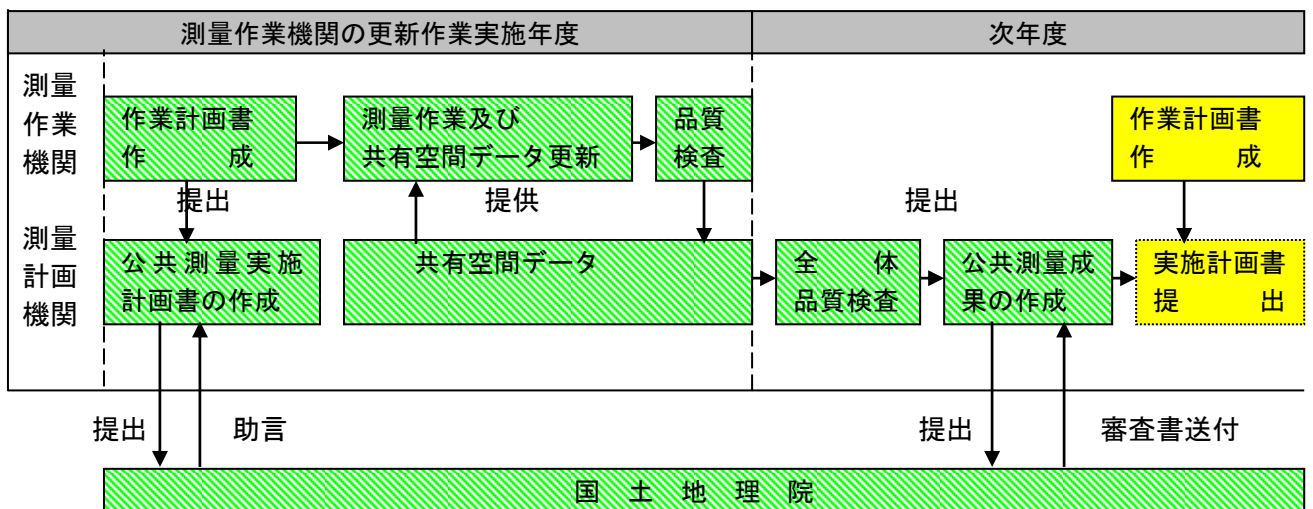 測量作業機関の更新作業実施年度
次年度
測量
作業
機関
作業計画書
作　　　成
測量作業及び
共有空間データ更新
品質
検査
作業計画書
作　　　成
提出
提供
提出
測量
計画
機関
公共測量実施
計画書の作成
共有空間データ
全　　体
品質検査
公共測量成
果の作成
実施計画書
提　　　出
提出
助言
提出
審査書送付
国　土　地　理　院